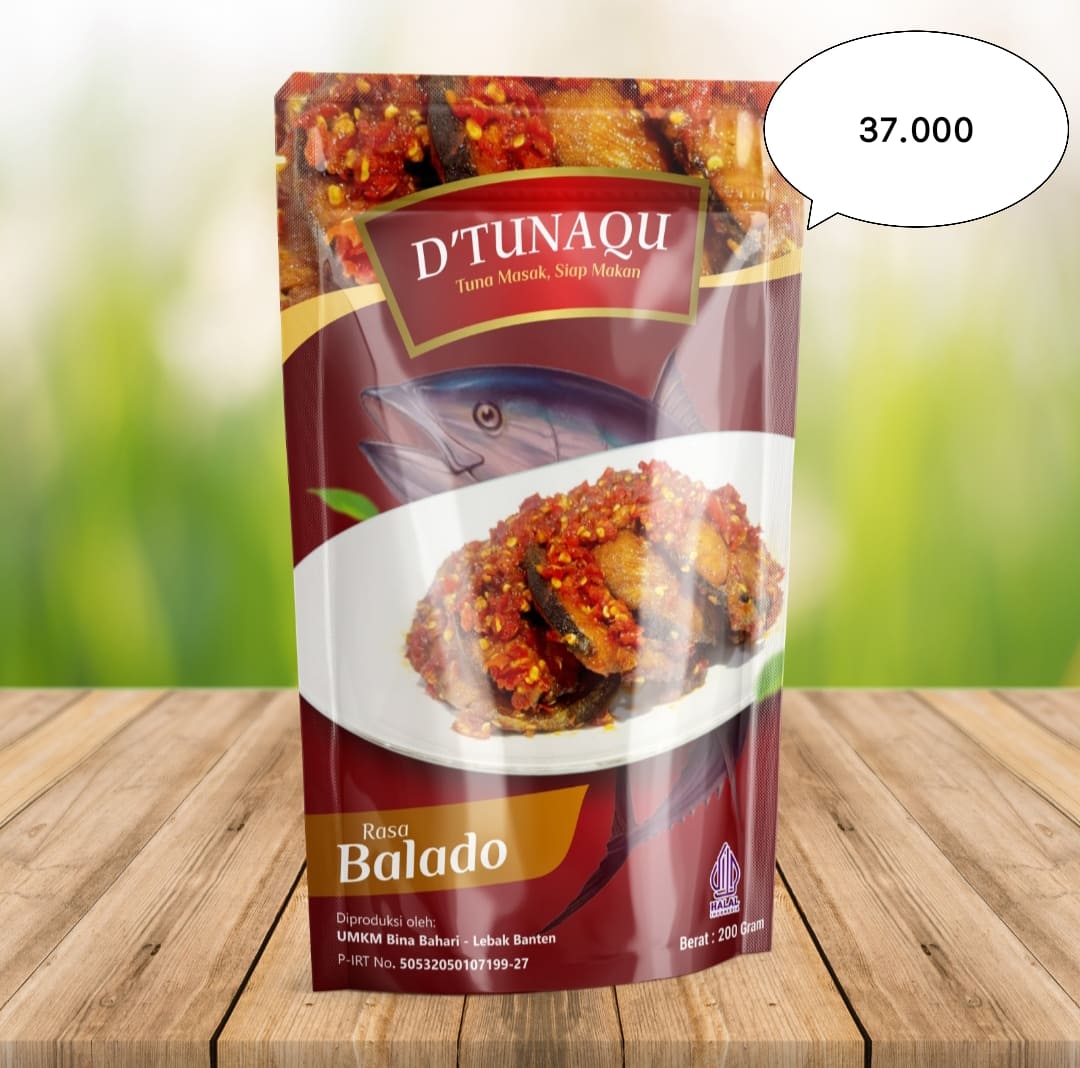 37.000
D'TUNAQU
Tuna Masak, Siap Makan
Rasa
Balado
Diproduksi oleh:
UMKM Bina Bahari - Lebak Banten
P-IRT No. 50532050107199-27
HALAL
INDONESIA
Berat : 200 Gram